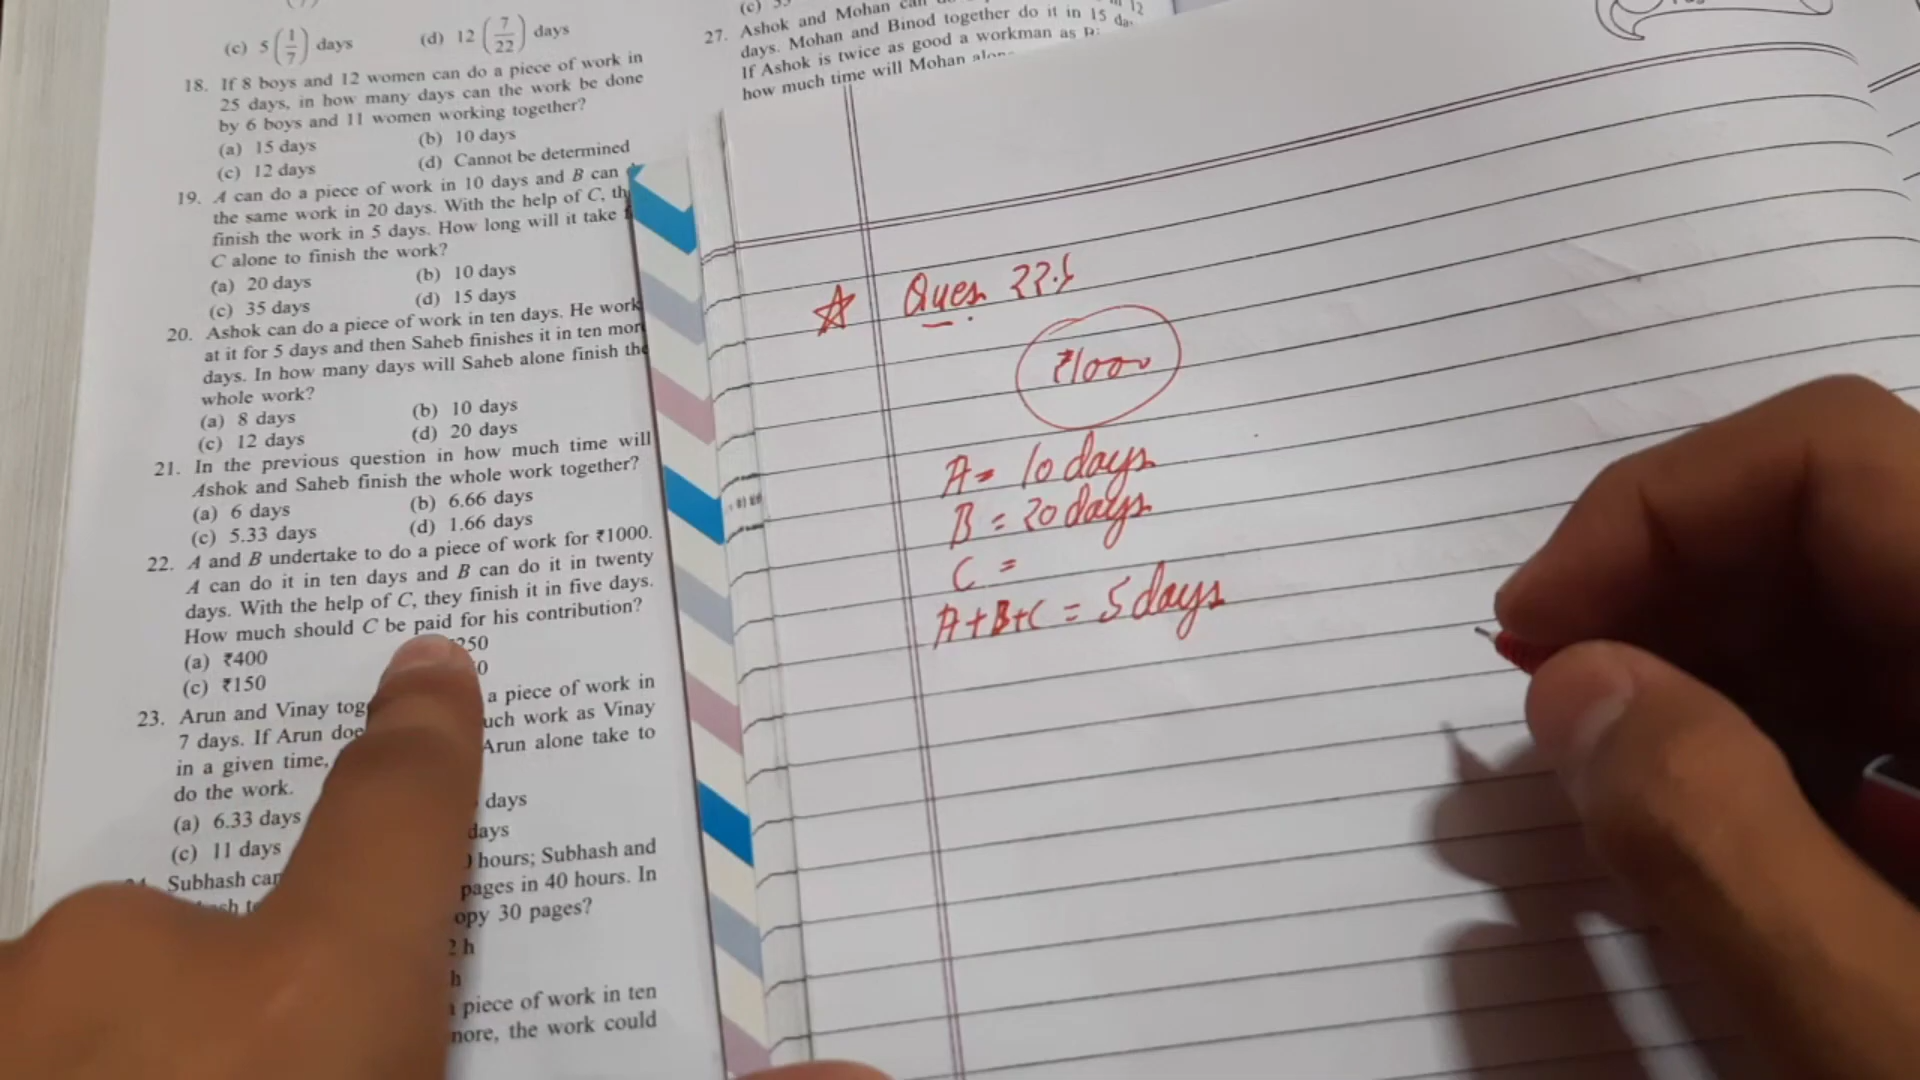 (c) 5 (1/7) days
(d) 12 (7/22) days
18. If 8 boys and 12 women can do a piece of work in
25 days, in how many days can the work be done
by 6 boys and 11 women working together?
(a) 15 days
(b) 10 days
(c) 12 days
(d) Cannot be determined
19. A can do a piece of work in 10 days and B can
the same work in 20 days. With the help of C, th
finish the work in 5 days. How long will it take
C alone to finish the work?
(a) 20 days
(b) 10 days
(c) 35 days
(d) 15 days
20. Ashok can do a piece of work in ten days. He work
at it for 5 days and then Saheb finishes it in ten mor
days. In how many days will Saheb alone finish the
whole work?
(a) 8 days
(b) 10 days
(c) 12 days
(d) 20 days
21. In the previous question in how much time will
Ashok and Saheb finish the whole work together?
(a) 6 days
(b) 6.66 days
(c) 5.33 days
(d) 1.66 days
22. A and B undertake to do a piece of work for ₹1000.
A can do it in ten days and B can do it in twenty
days. With the help of C, they finish it in five days.
How much should C be paid for his contribution?
(a) ₹400
250
(c) ₹150
0
23. Arun and Vinay tog
a piece of work in
7 days. If Arun doe
uch work as Vinay
in a given time,
Arun alone take to
do the work.
(a) 6.33 days
days
(c) 11 days
days
Subhash can
hours; Subhash and
pages in 40 hours. In
opy 30 pages?
2 h
h
piece of work in ten
more, the work could
27. Ashok and Mohan can
12
days. Mohan and Binod together do it in 15 da
If Ashok is twice as good a workman as
how much time will Mohan
Ques 22.
₹1000
A = 10 days
B = 20 days
C =
A+B+C = 5 days